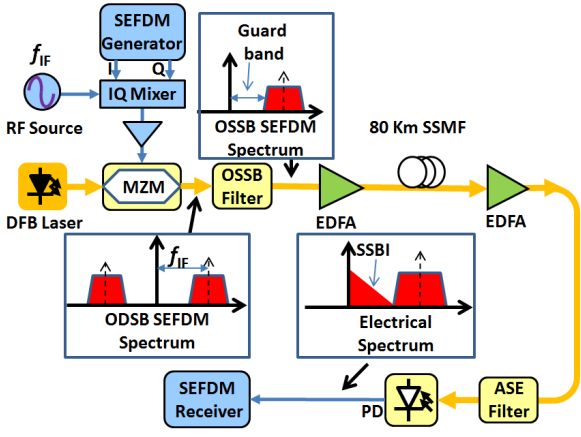 SEFDM
Generator
I
Q
fIF
IQ Mixer
RF Source
Guard
band
OSSB SEFDM
Spectrum
80 Km SSMF
MZM
OSSB
Filter
DFB Laser
EDFA
EDFA
fIF
ODSB SEFDM
Spectrum
SSBI
Electrical
Spectrum
SEFDM
Receiver
PD
ASE
Filter